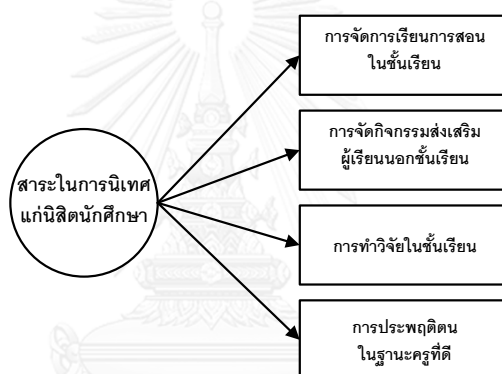 การจัดการเรียนการสอน
ในชั้นเรียน
การจัดกิจกรรมส่งเสริม
ผู้เรียนนอกชั้นเรียน
สาระในการนิเทศ
แก่นิสิตนักศึกษา
การทำวิจัยในชั้นเรียน
การประพฤติตน
ในฐานะครูที่ดี